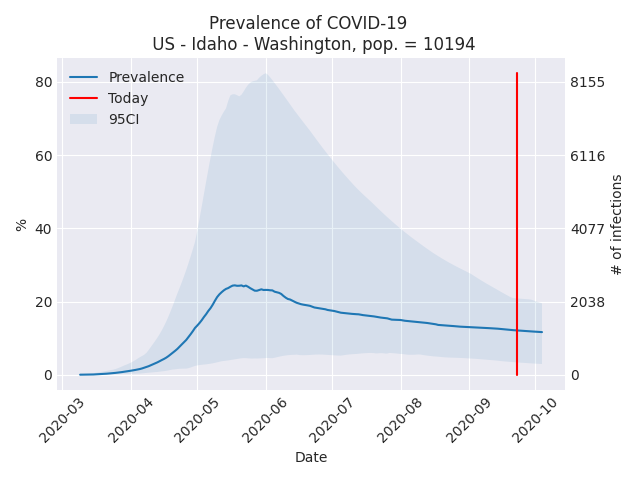 Prevalence of COVID-19
US - Idaho - Washington, pop. = 10194
Prevalence
Today
95CI
80
60
40
20
0
%
8155
6116
4077
2038
0
# of infections
2020-03
2020-04
2020-05
2020-06
2020-07
2020-08
2020-09
2020-10
Date